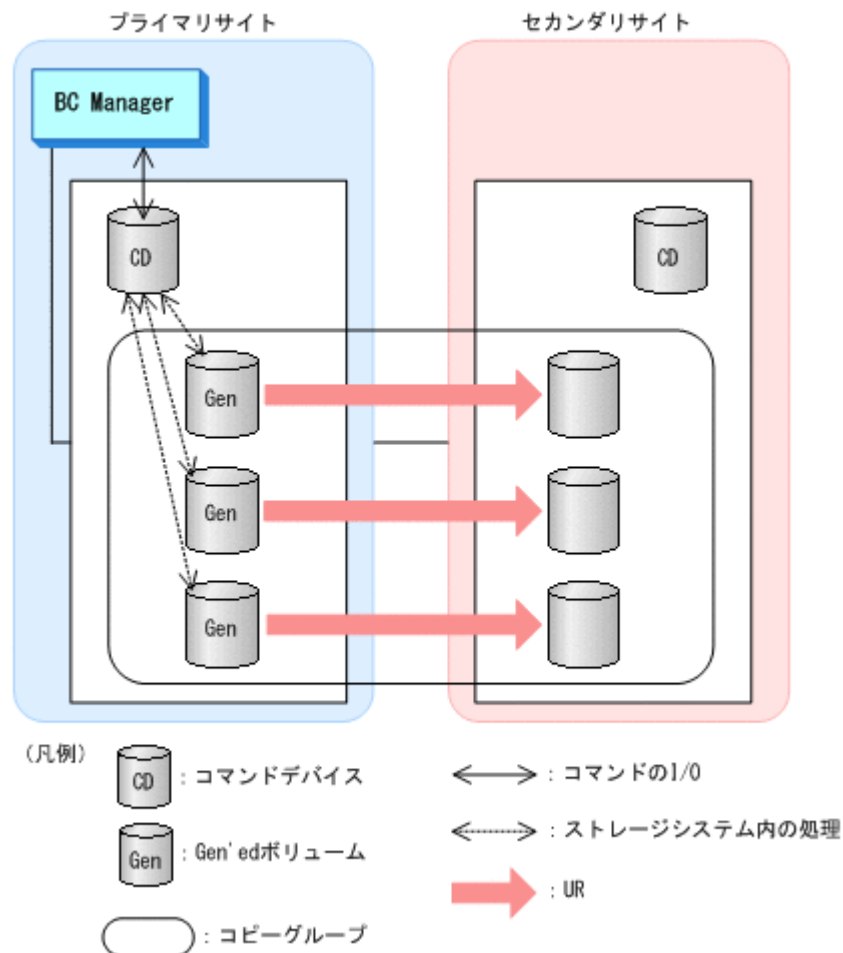 プライマリサイト
セカンダリサイト
BC Manager
CD
CD
Gen
Gen
Gen
(凡例)
CD
：コマンドデバイス
：コマンドのI/O
Gen
：Gen'edボリューム
：ストレージシステム内の処理
：UR
：コピーグループ